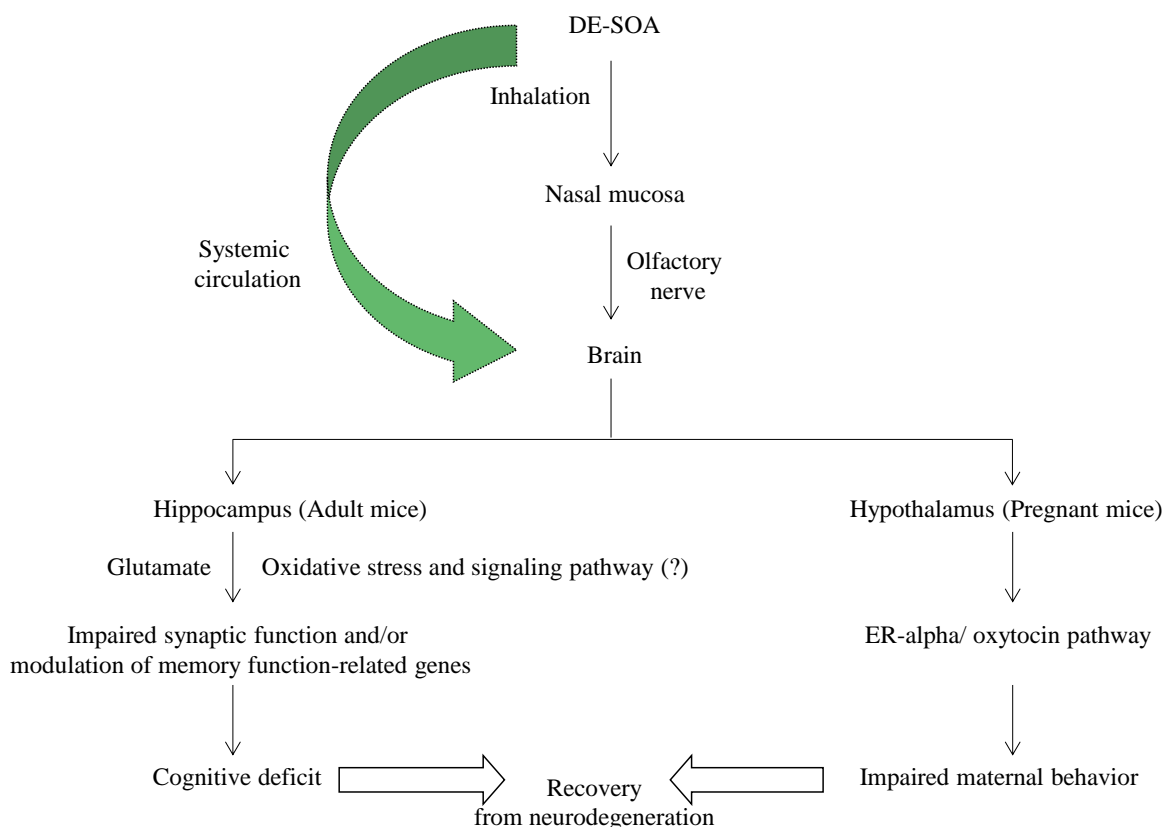 DE-SOA
Inhalation
Nasal mucosa
Systemic
circulation
Olfactory
nerve
Brain
Hippocampus (Adult mice)
Hypothalamus (Pregnant mice)
Glutamate
Oxidative stress and signaling pathway (?)
Impaired synaptic function and/or
modulation of memory function-related genes
ER-alpha/ oxytocin pathway
Cognitive deficit
Recovery
from neurodegeneration
Impaired maternal behavior